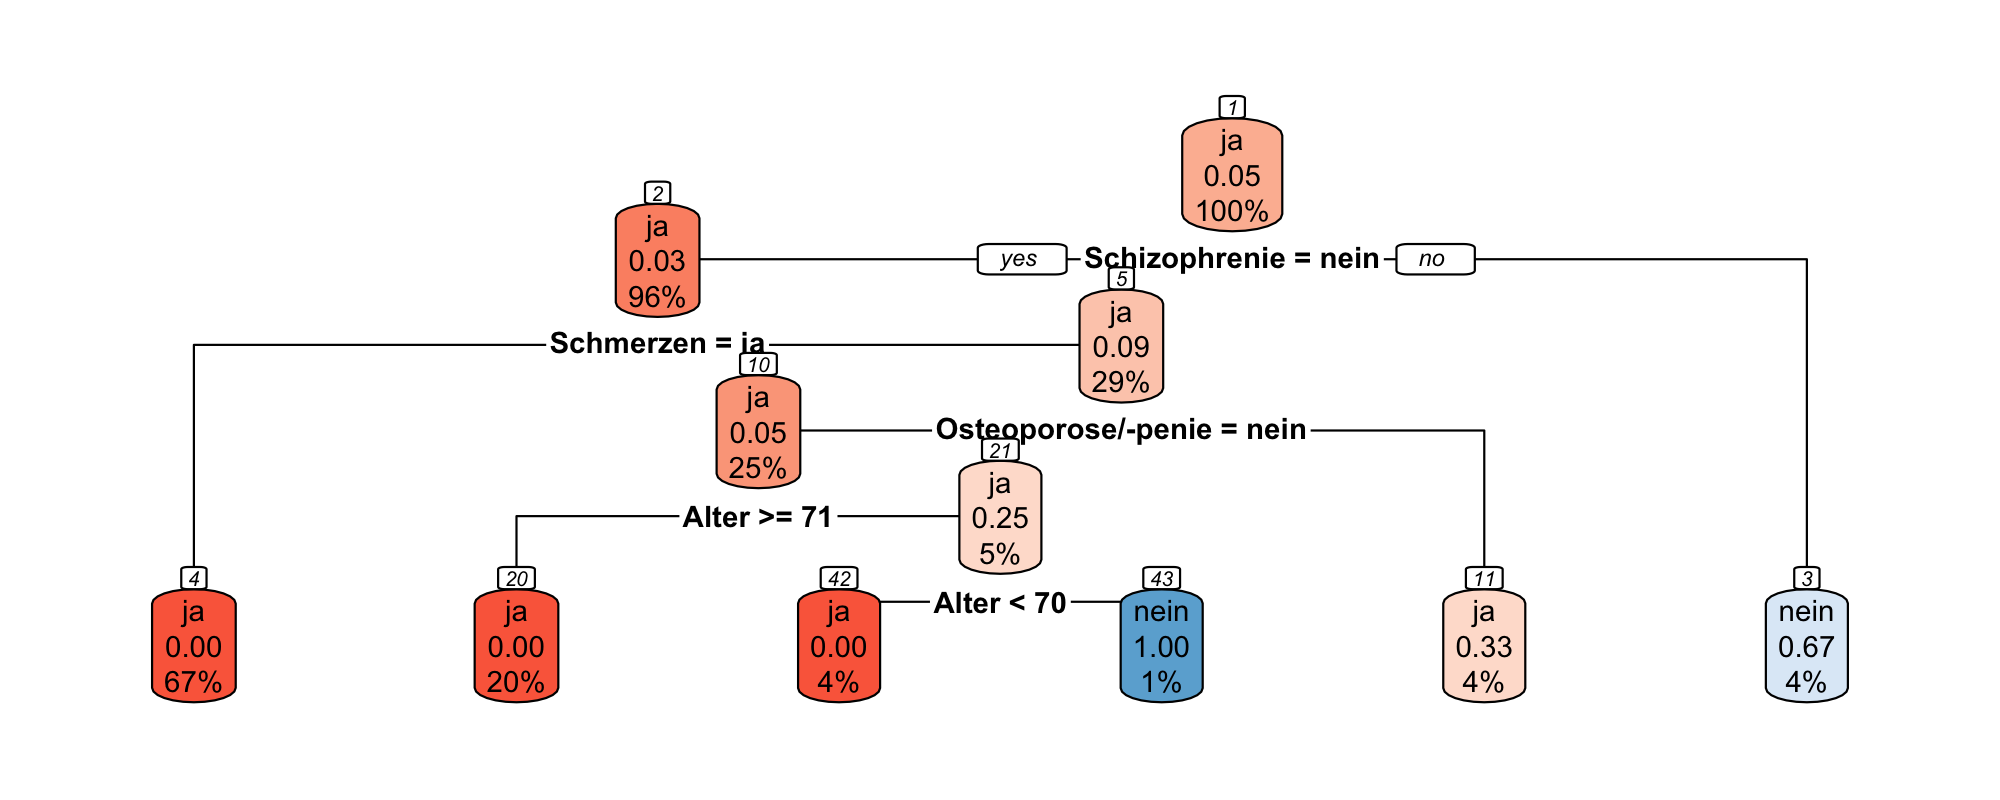 1
ja
0.05
100%
2
ja
0.03
96%
yes
Schizophrenie = nein
no
5
ja
0.09
29%
Schmerzen = ja
10
ja
0.05
25%
Osteoporose/-penie = nein
21
ja
0.25
5%
Alter >= 71
4
ja
0.00
67%
20
ja
0.00
20%
42
ja
0.00
4%
Alter < 70
43
nein
1.00
1%
11
ja
0.33
4%
3
nein
0.67
4%